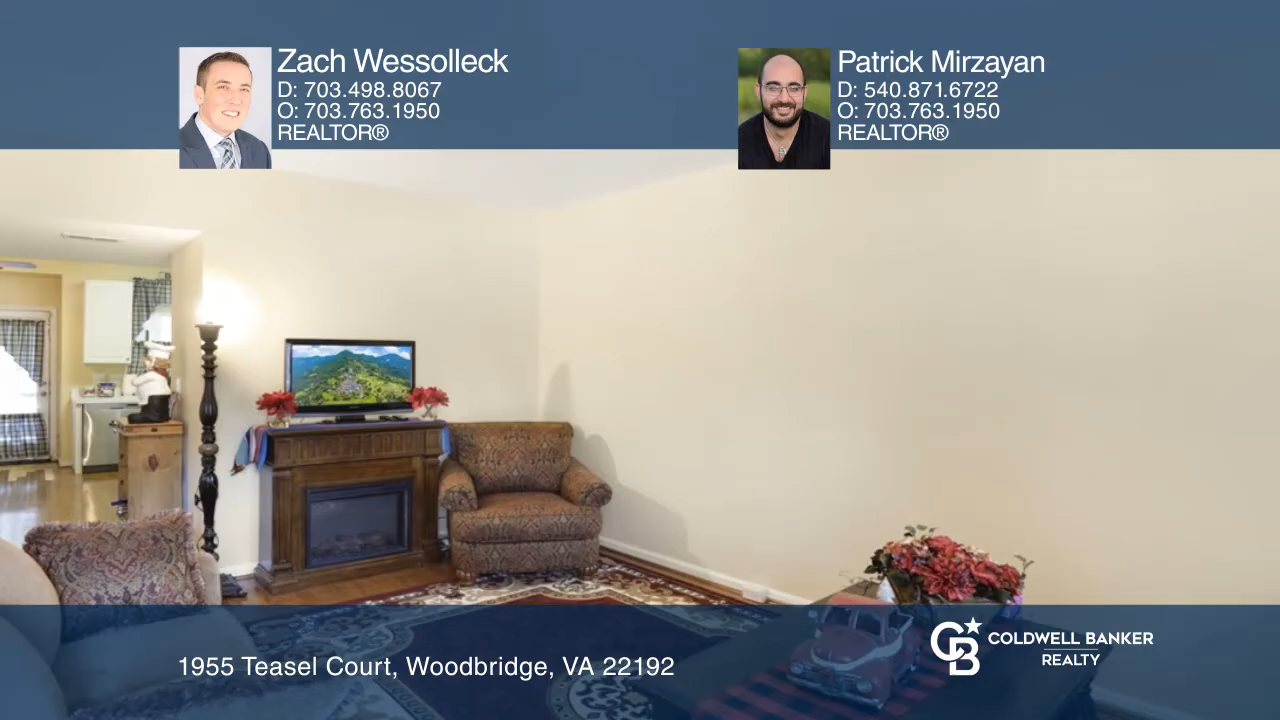 Zach Wessolleck
D: 703.498.8067
O: 703.763.1950
REALTOR®
Patrick Mirzayan
D: 540.871.6722
O: 703.763.1950
REALTOR®
1955 Teasel Court, Woodbridge, VA 22192
CB
COLDWELL BANKER
REALTY